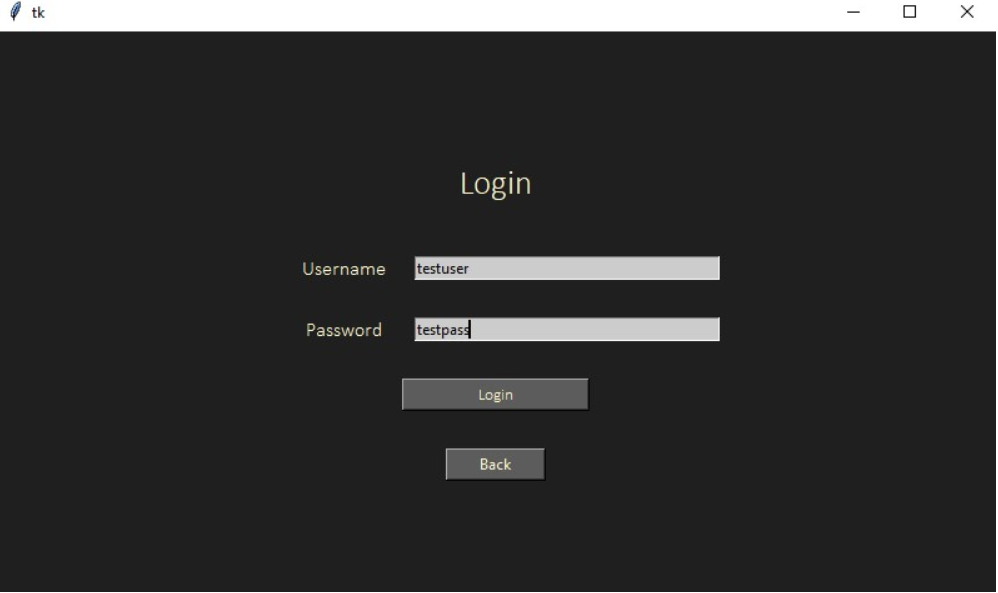 tk
Login
Username testuser
Password testpass
Login
Back